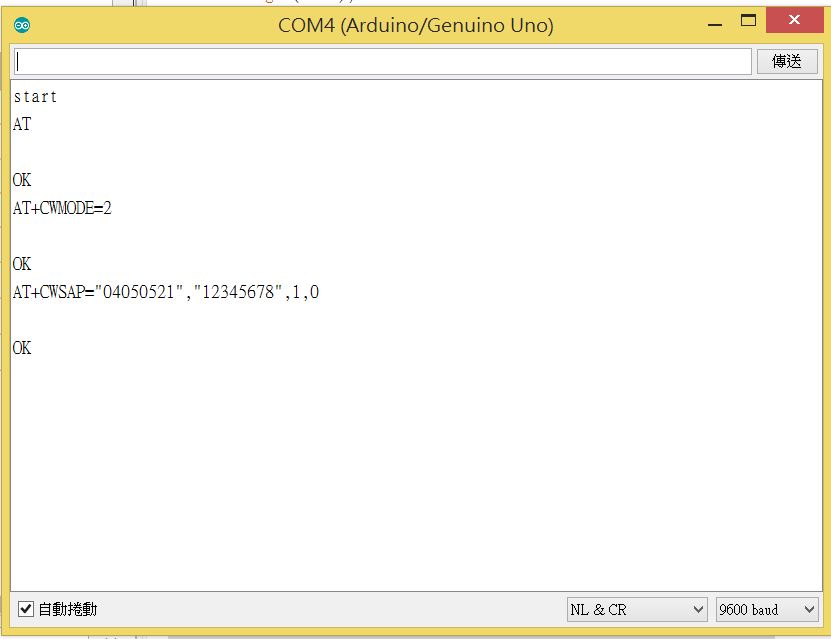 COM4 (Arduino/Genuino Uno)
傳送
start
AT
OK
AT+CWMODE=2
OK
AT+CWSAP="04050521","12345678",1,0
OK
自動捲動
NL & CR
9600 baud